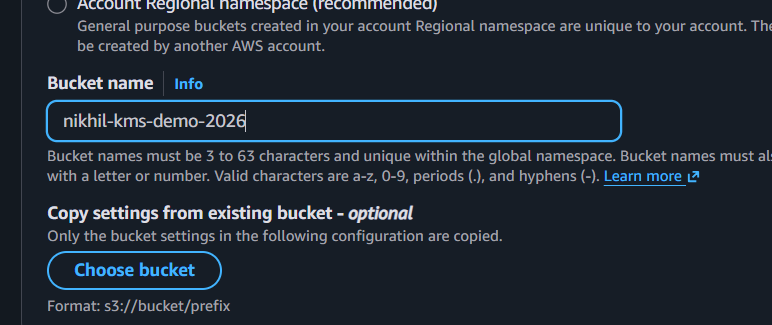 Account Regional namespace (recommended)
General purpose buckets created in your account Regional namespace are unique to your account. The
be created by another AWS account.
Bucket name Info
nikhil-kms-demo-2026
Bucket names must be 3 to 63 characters and unique within the global namespace. Bucket names must als
with a letter or number. Valid characters are a-z, 0-9, periods (.), and hyphens (-). Learn more
Copy settings from existing bucket - optional
Only the bucket settings in the following configuration are copied.
Choose bucket
Format: s3://bucket/prefix